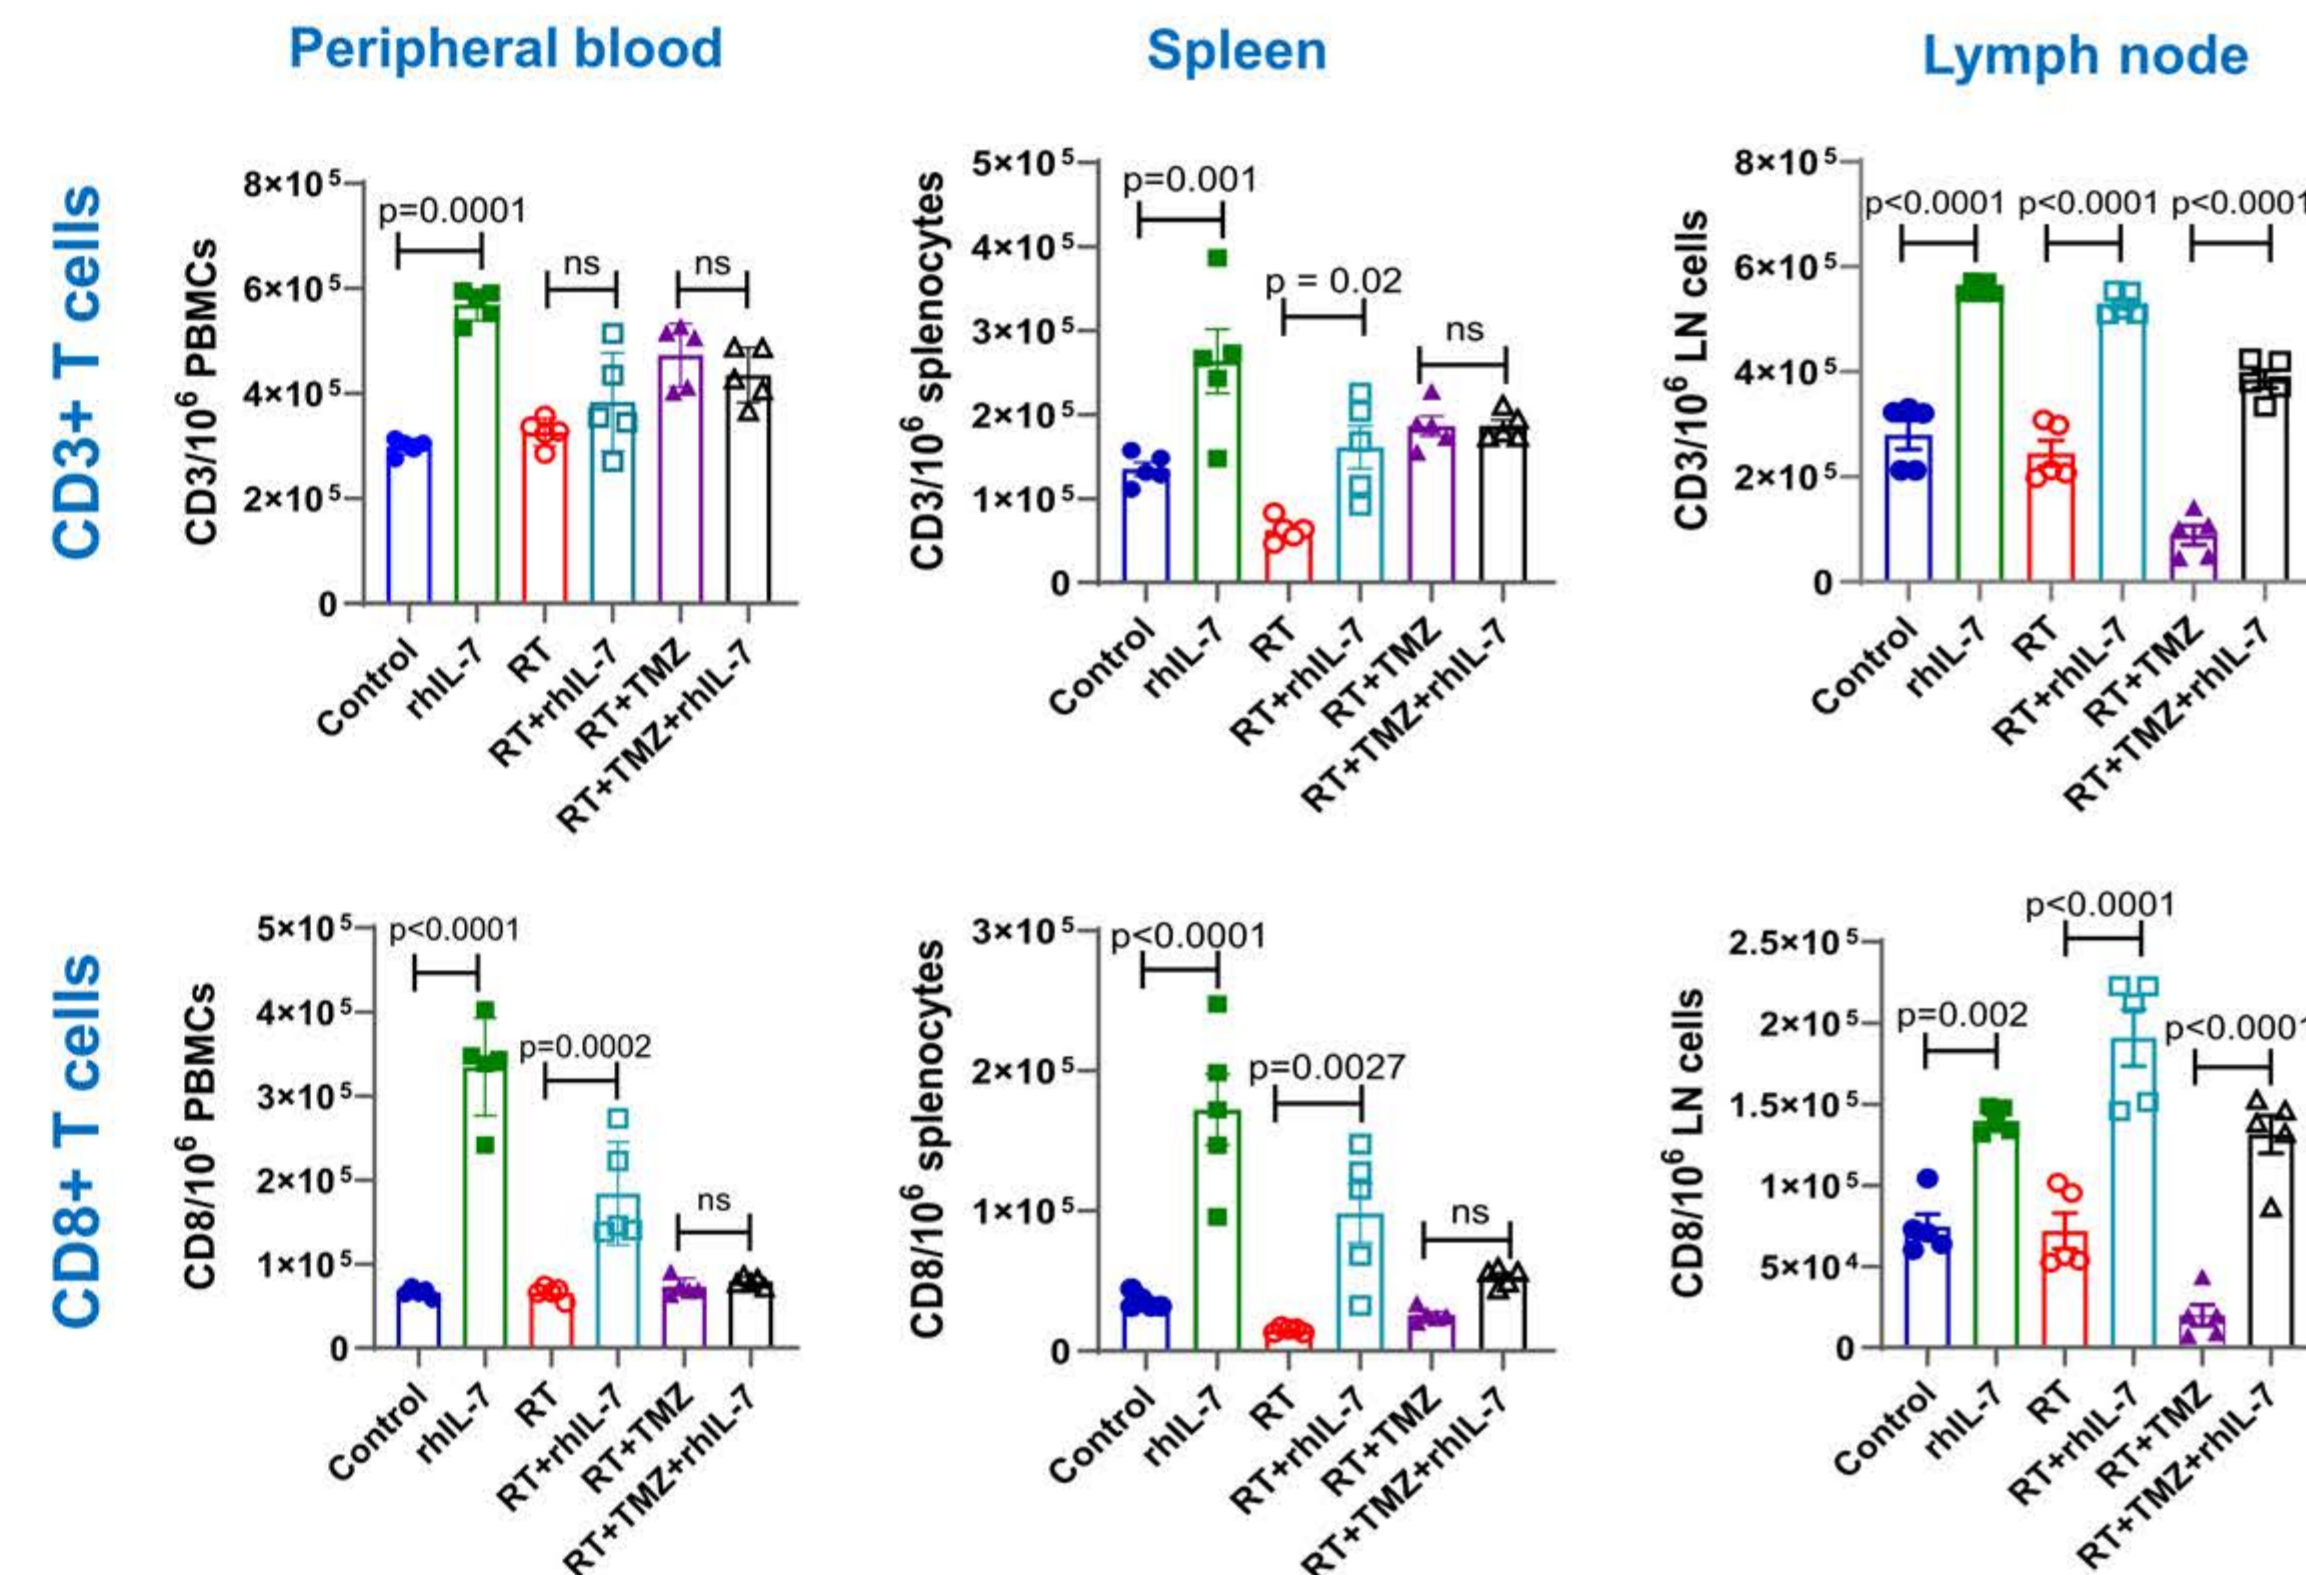 Peripheral blood
Spleen
Lymph node
CD3+ T cells
CD3/10⁶ PBMCs
8×10⁵
6×10⁵
4×10⁵
2×10⁵
0
p=0.0001
ns
ns
Control
rhIL-7
RT
RT+rhIL-7
RT+TMZ
RT+TMZ+rhIL-7
CD3/10⁶ splenocytes
5×10⁵
4×10⁵
3×10⁵
2×10⁵
1×10⁵
0
p=0.001
p = 0.02
ns
Control
rhIL-7
RT
RT+rhIL-7
RT+TMZ
RT+TMZ+rhIL-7
CD3/10⁶ LN cells
8×10⁵
6×10⁵
4×10⁵
2×10⁵
0
p<0.0001
p<0.0001
p<0.0001
Control
rhIL-7
RT
RT+rhIL-7
RT+TMZ
RT+TMZ+rhIL-7
CD8+ T cells
CD8/10⁶ PBMCs
5×10⁵
4×10⁵
3×10⁵
2×10⁵
1×10⁵
0
p<0.0001
p=0.0002
ns
Control
rhIL-7
RT
RT+rhIL-7
RT+TMZ
RT+TMZ+rhIL-7
CD8/10⁶ splenocytes
3×10⁵
2×10⁵
1×10⁵
0
p<0.0001
p=0.0027
ns
Control
rhIL-7
RT
RT+rhIL-7
RT+TMZ
RT+TMZ+rhIL-7
CD8/10⁶ LN cells
2.5×10⁵
2×10⁵
1.5×10⁵
1×10⁵
5×10⁴
0
p=0.002
p<0.0001
p<0.0001
Control
rhIL-7
RT
RT+rhIL-7
RT+TMZ
RT+TMZ+rhIL-7